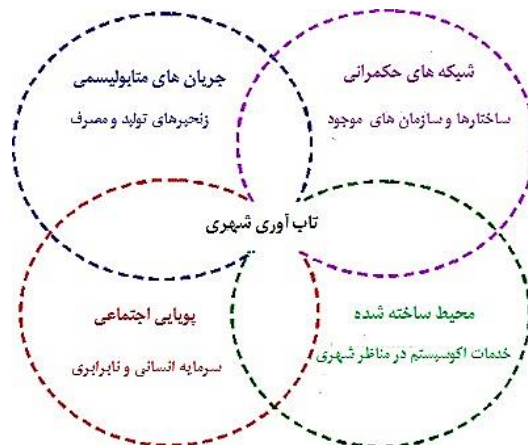 شبکه های حکمرانی
ساختارها و سازمان های موجود
جریان های متابولیسمی
زنجیرهای تولید و مصرف
تاب آوری شهری
محیط ساخته شده
خدمات اکوسیستم در مناظر شهری
پویایی اجتماعی
سرمایه انسانی و نابرابری